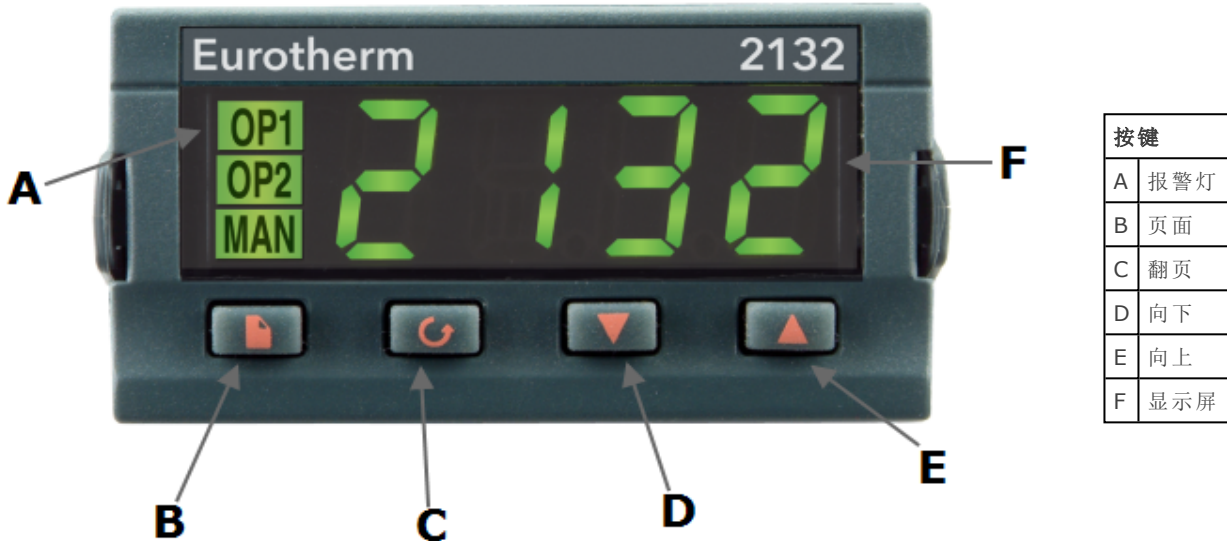 Eurotherm 2132
OP1
OP2
MAN
2132
A
B
C
D
E
F
按键
A 报警灯
B 页面
C 翻页
D 向下
E 向上
F 显示屏